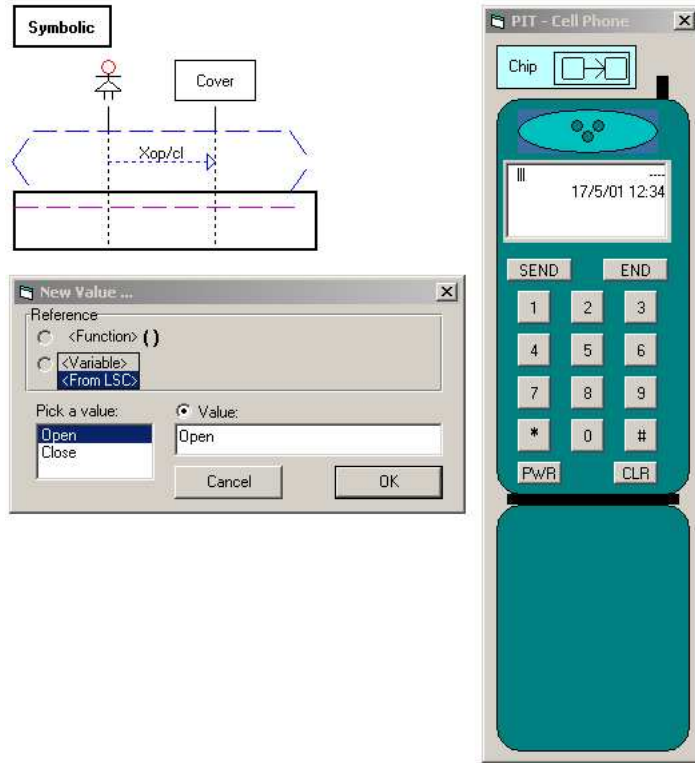 Symbolic
Cover
Xop/cl
New Value ...
Reference
<Function> ( )
<Variable>
<From LSC>
Pick a value:
Value:
Open
Close
Open
Cancel
OK
PIT - Cell Phone
Chip
17/5/01 12:34
SEND
END
1 2 3
4 5 6
7 8 9
* 0 #
PWR
CLR